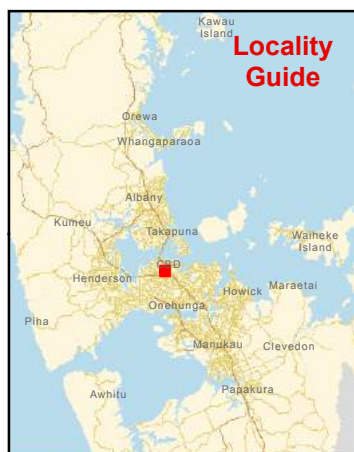 Kawau
Island
Locality
Guide
Orewa
Whangaparaoa
Albany
Kumeu
Takapuna
Waiheke
Island
CBD
Henderson
Howick
Maraetai
Onehunga
Piha
Manukau
Clevedon
Papakura
Awhitu